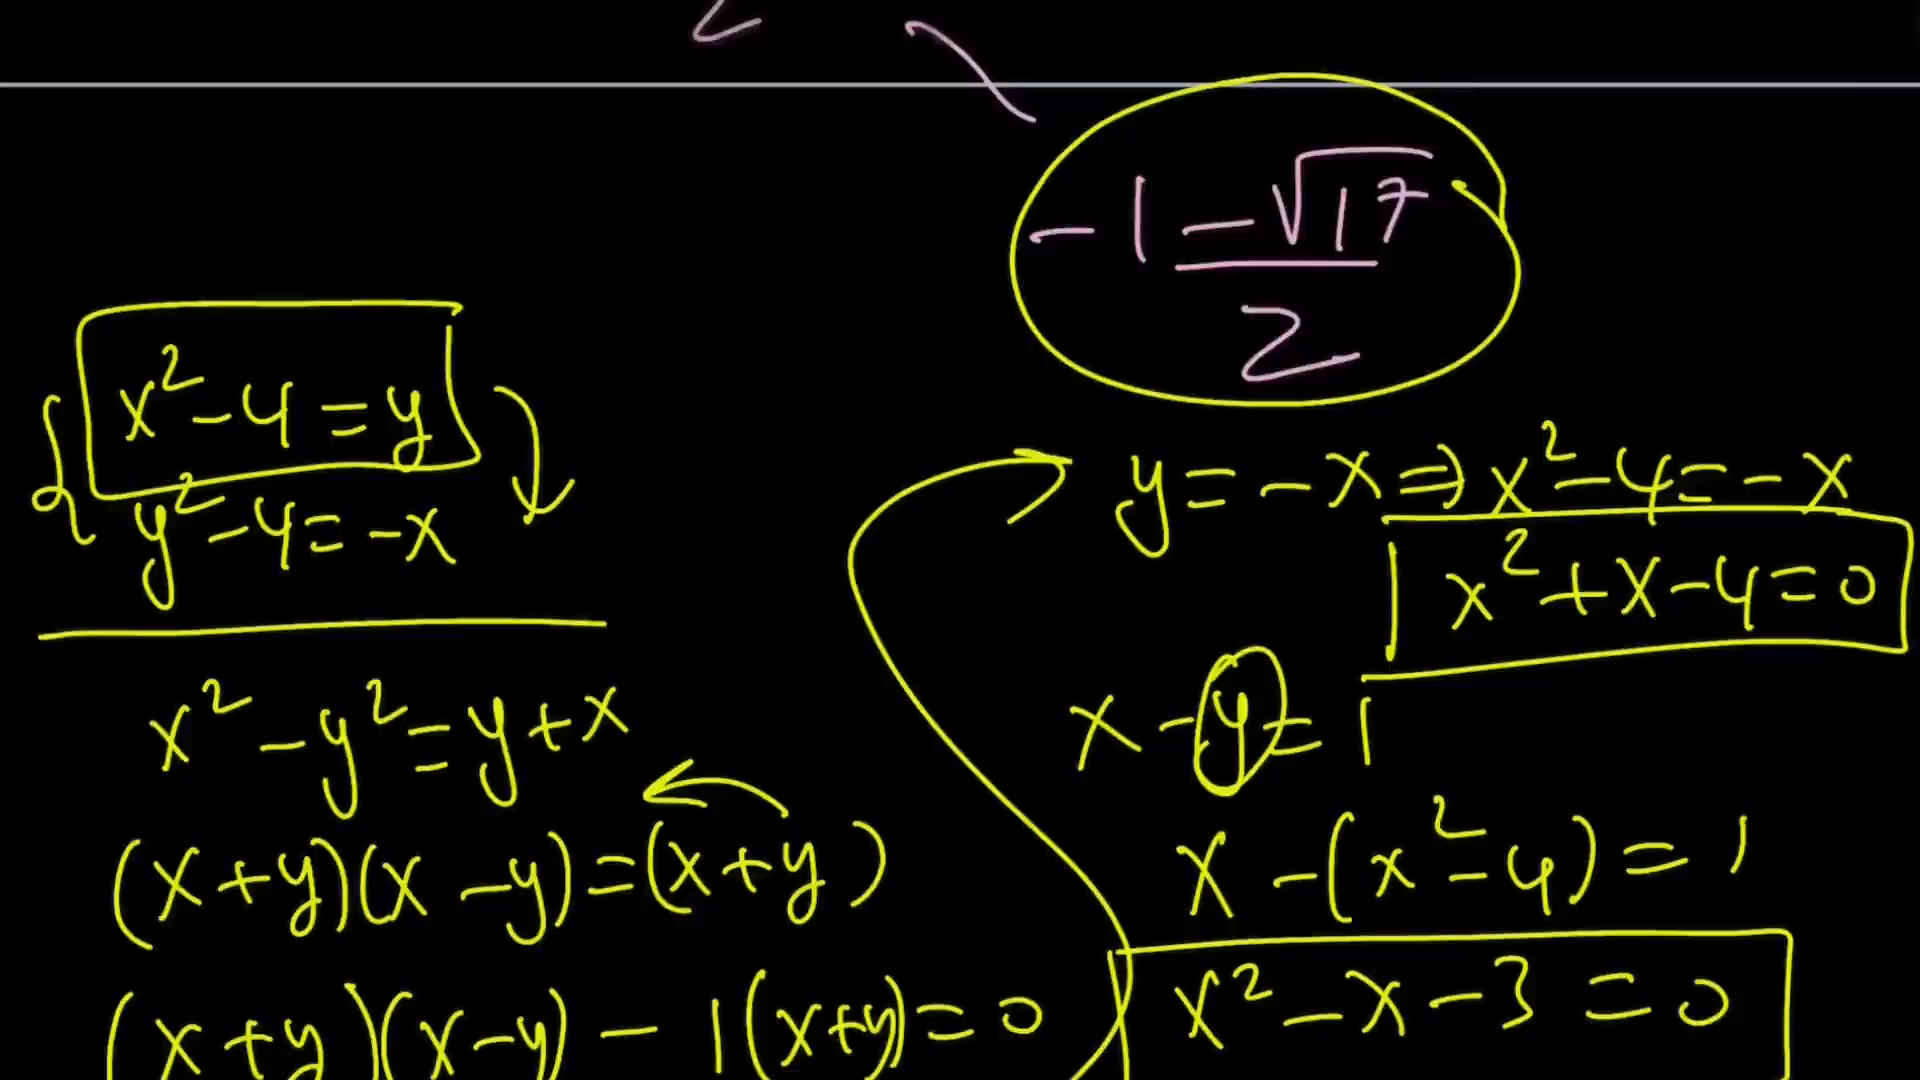 2
-1 - √17
2
x² - 4 = y
y² - 4 = -x
x² - y² = y + x
(x + y)(x - y) = (x + y)
(x + y)(x - y) - 1(x + y) = 0
y = -x ⇒ x² - 4 = -x
x² + x - 4 = 0
x - y = 1
x - (x² - 4) = 1
x² - x - 3 = 0